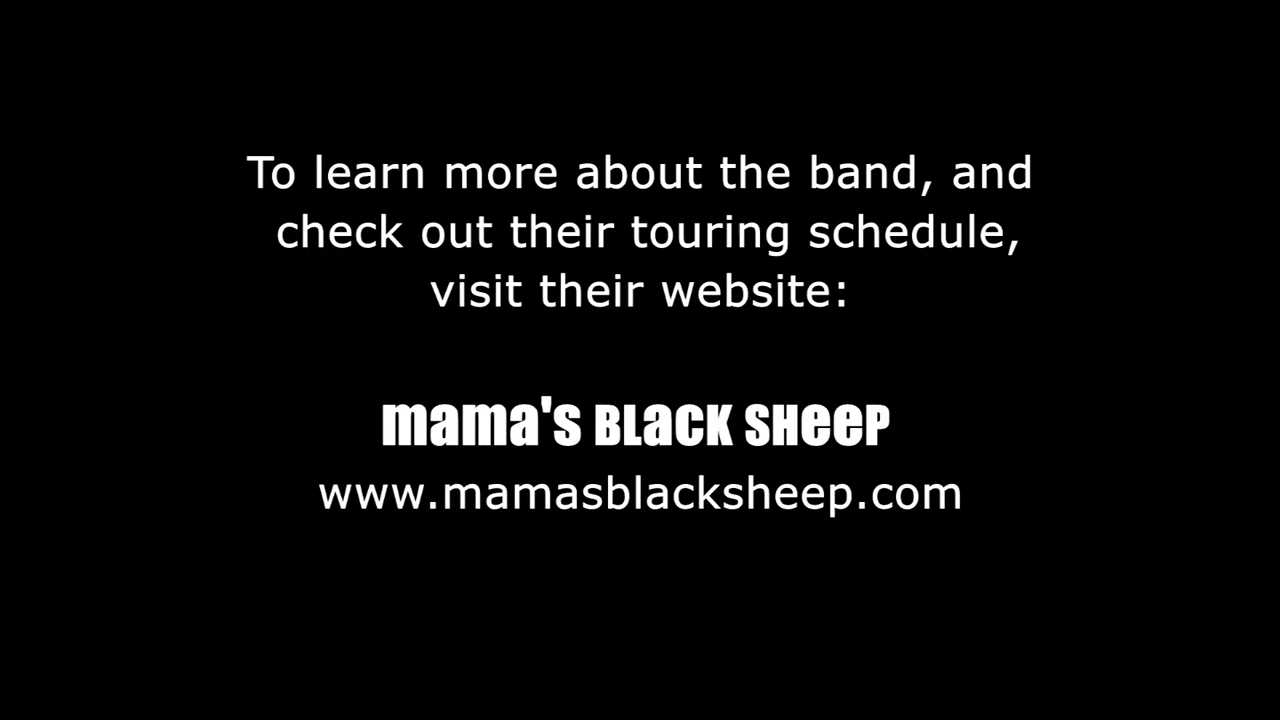 To learn more about the band, and
check out their touring schedule,
visit their website:
mama's BLaCK SHeeP
www.mamasblacksheep.com